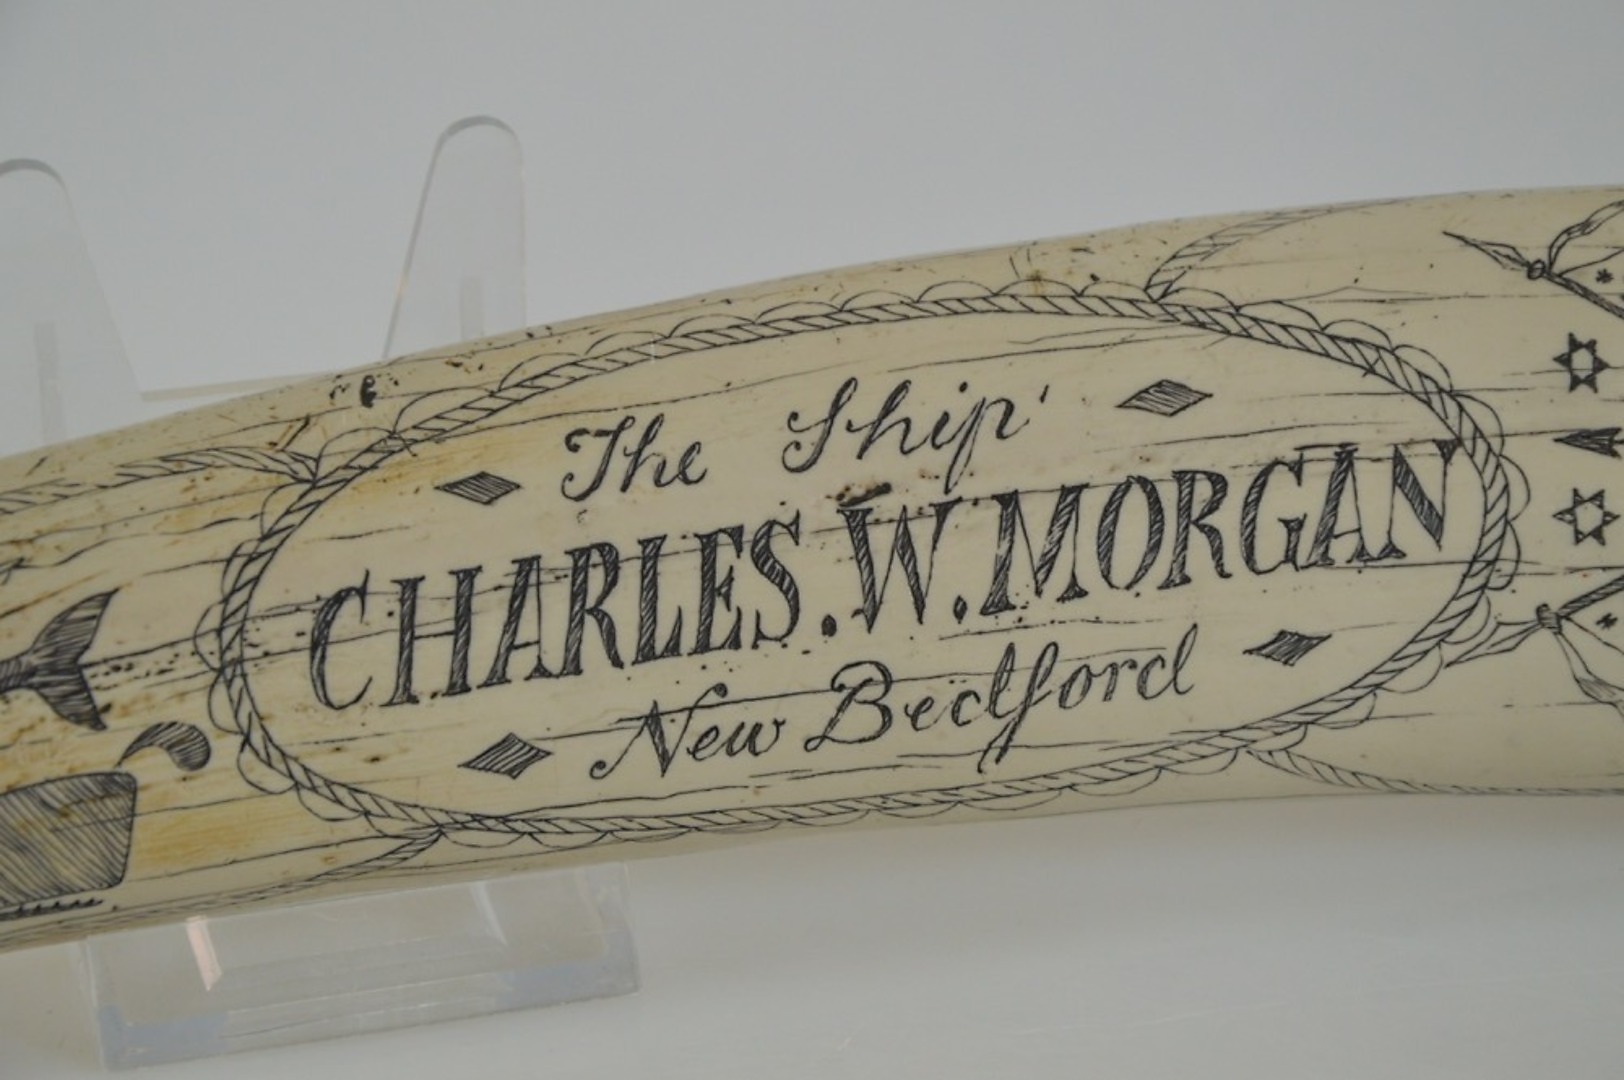 The Ship'
CHARLES.W.MORGAN
New Bedford